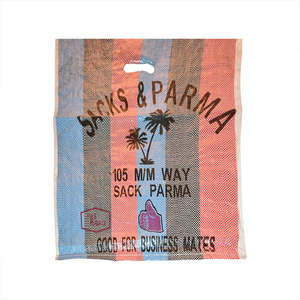 SACKS & PARMA
105 M/M WAY
SACK PARMA
GOOD FOR BUSINESS MATES